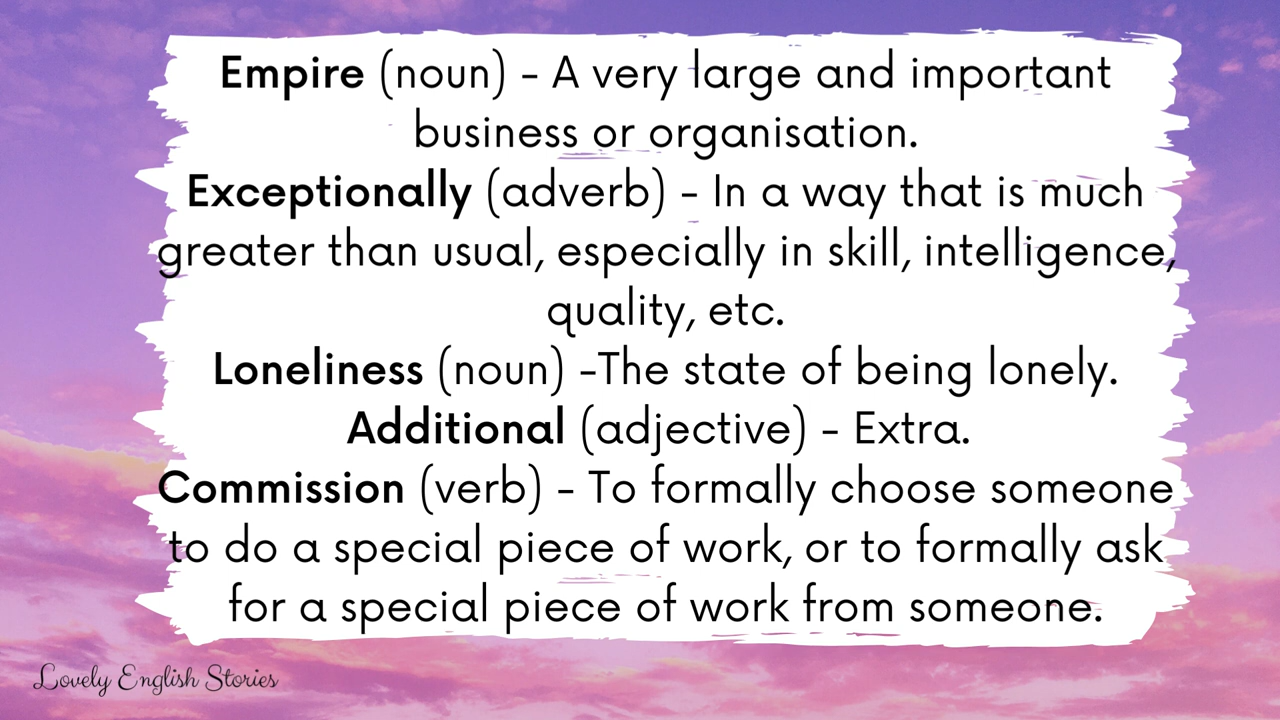 Empire (noun) - A very large and important
business or organisation.
Exceptionally (adverb) - In a way that is much
greater than usual, especially in skill, intelligence,
quality, etc.
Loneliness (noun) -The state of being lonely.
Additional (adjective) - Extra.
Commission (verb) - To formally choose someone
to do a special piece of work, or to formally ask
for a special piece of work from someone.
Lovely English Stories